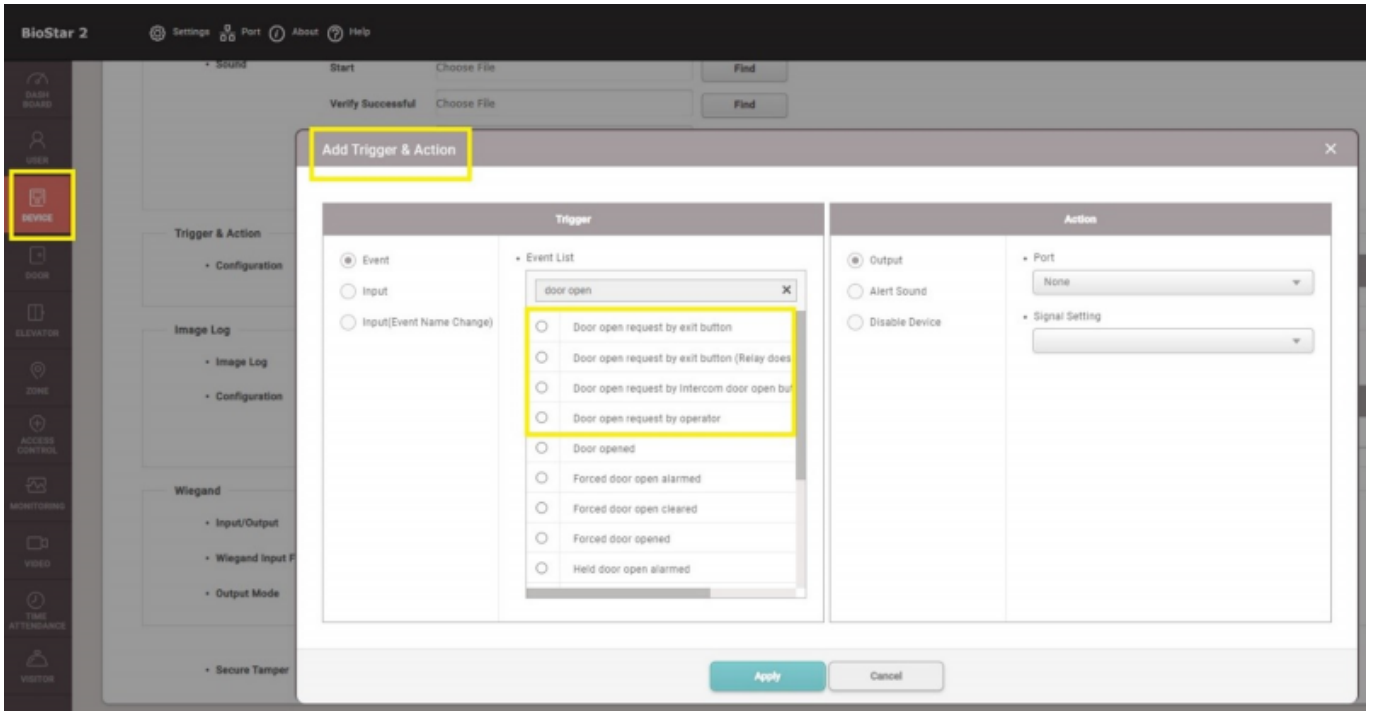 BioStar 2
Settings Port About Help
DASH
BOARD
USER
DEVICE
DOOR
ELEVATOR
ZONE
ACCESS
CONTROL
MONITORING
VIDEO
TIME
ATTENDANCE
VISITOR
• Sound
Start Choose File Find
Verify Successful Choose File Find
Trigger & Action
• Configuration
Image Log
• Image Log
• Configuration
Wiegand
• Input/Output
• Wiegand Input F
• Output Mode
• Secure Tamper
Add Trigger & Action
Trigger
Event
Input
Input(Event Name Change)
• Event List
door open
Door open request by exit button
Door open request by exit button (Relay does
Door open request by Intercom door open but
Door open request by operator
Door opened
Forced door open alarmed
Forced door open cleared
Forced door opened
Held door open alarmed
Action
Output
Alert Sound
Disable Device
• Port
None
• Signal Setting
Apply Cancel